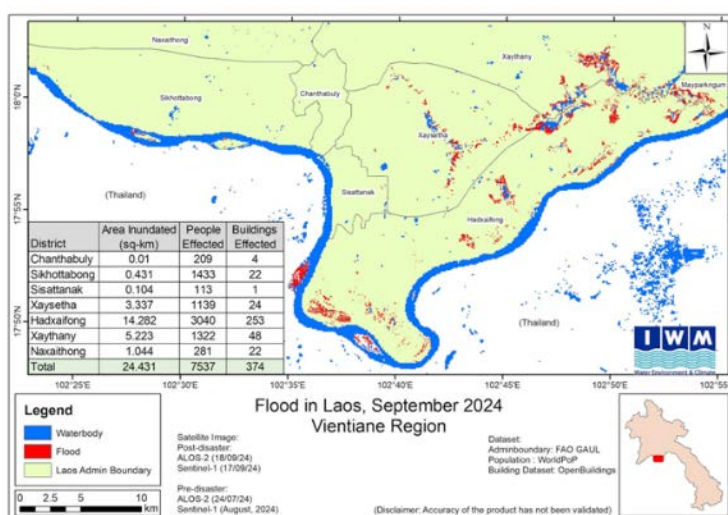 Naxaithong
Xaythany
N
Mayparkngum
Sikhottabong
Chanthabuly
Xaysetha
(Thailand)
Sisattanak
Hadxaifong
(Thailand)
18°0'N
17°55'N
17°50'N
District Area Inundated (sq-km) People Effected Buildings Effected
Chanthabuly 0.01 209 4
Sikhottabong 0.431 1433 22
Sisattanak 0.104 113 1
Xaysetha 3.337 1139 24
Hadxaifong 14.282 3040 253
Xaythany 5.223 1322 48
Naxaithong 1.044 281 22
Total 24.431 7537 374
IWM
Water Environment & Climate
102°25'E 102°30'E 102°35'E 102°40'E 102°45'E 102°50'E 102°55'E
Legend
Waterbody
Flood
Laos Admin Boundary
0 2.5 5 10
km
Flood in Laos, September 2024
Vientiane Region
Satellite Image:
Post-disaster:
ALOS-2 (18/09/24)
Sentinel-1 (17/09/24)
Pre-disaster:
ALOS-2 (24/07/24)
Sentinel-1 (August, 2024)
Dataset:
Adminboundary: FAO GAUL
Population : WorldPoP
Building Dataset: OpenBuildings
(Disclaimer: Accuracy of the product has not been validated)